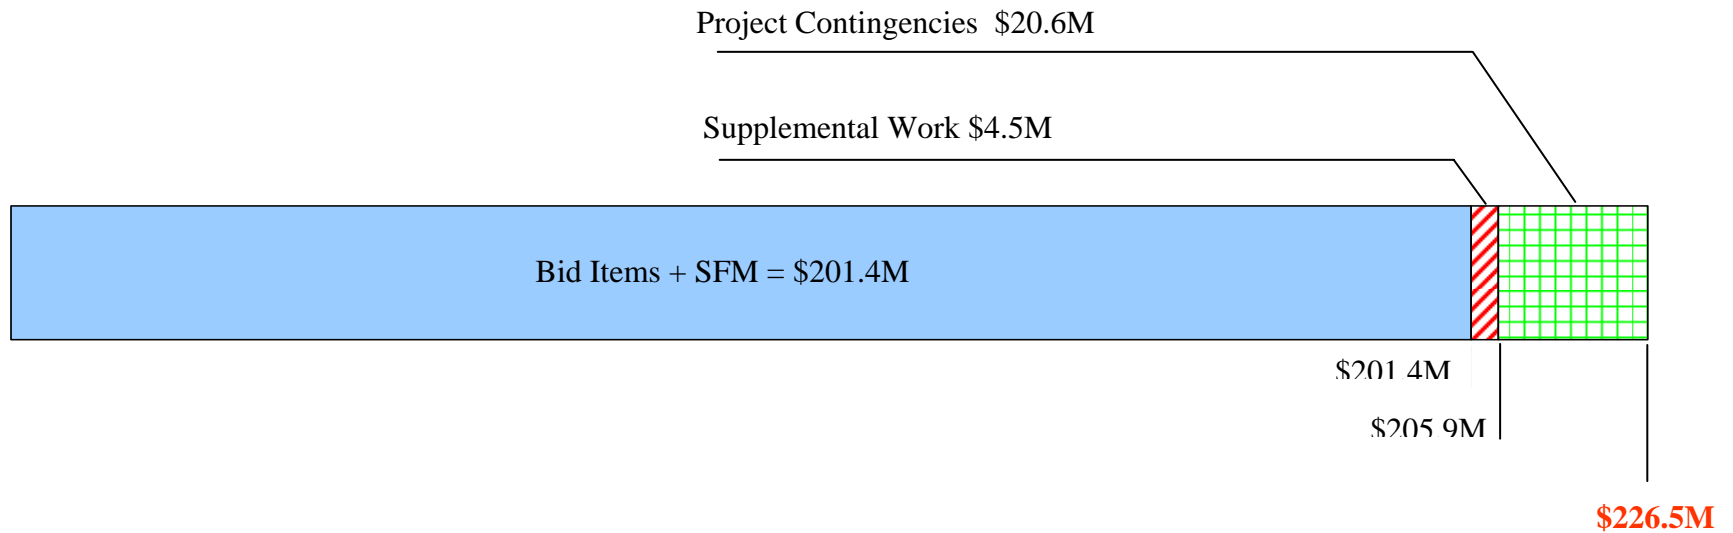 Project Contingencies $20.6M
Supplemental Work $4.5M
Bid Items + SFM = $201.4M
$201.4M
$205.9M
$226.5M